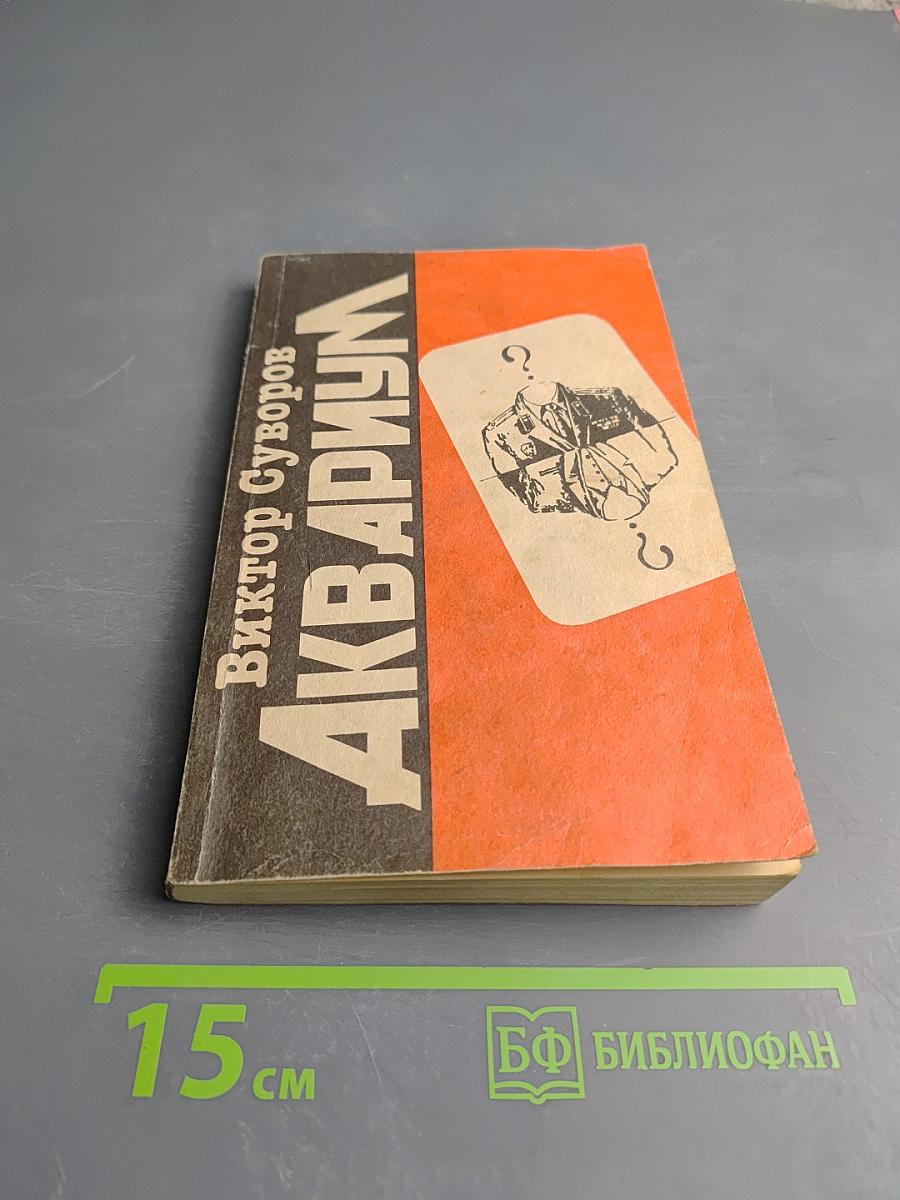 Виктор Суворов
АКВАРИУМ
?
?
15 см
БФ БИБЛИОФАН